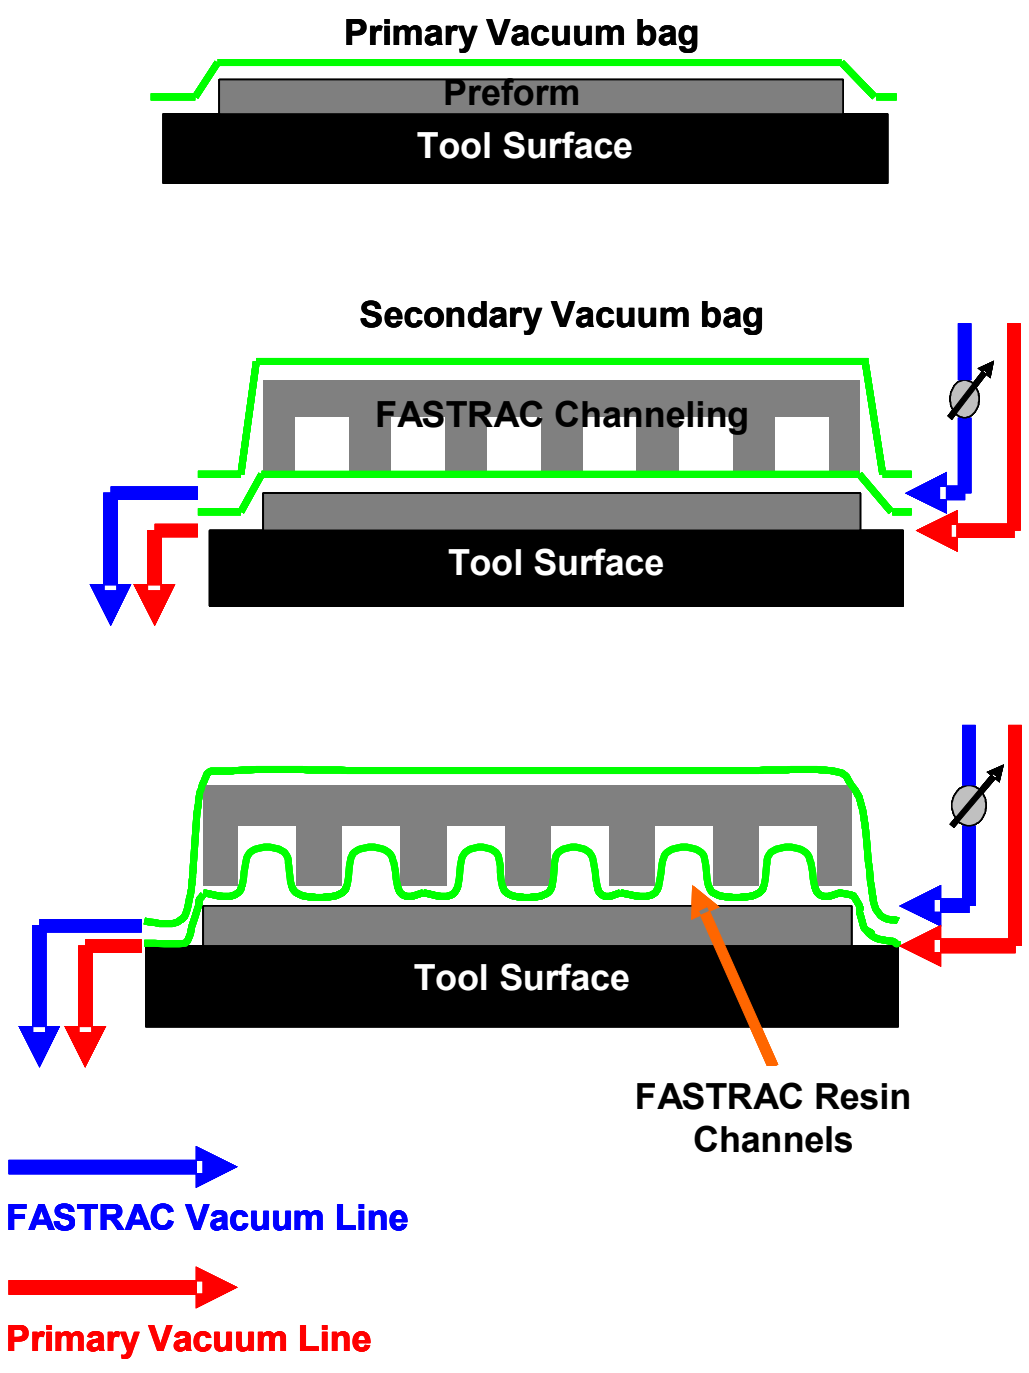 Primary Vacuum bag
Preform
Tool Surface
Secondary Vacuum bag
FASTRAC Channeling
Tool Surface
Tool Surface
FASTRAC Resin
Channels
FASTRAC Vacuum Line
Primary Vacuum Line